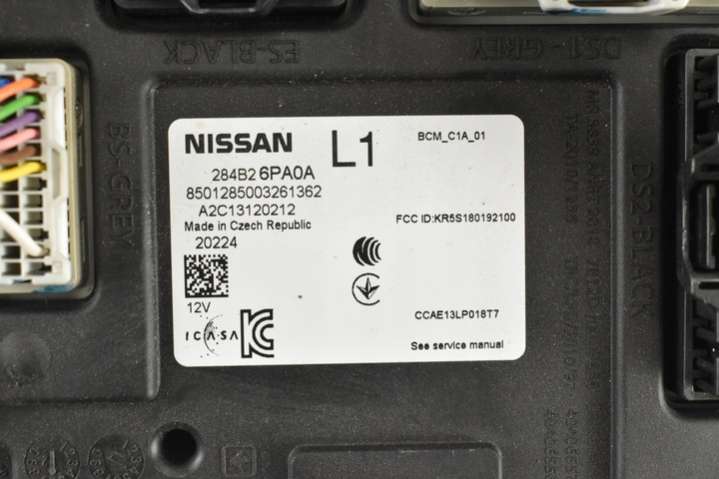 ES-BLACK
DS1-GREY
BS-GREY
NISSAN
L1
BCM_C1A_01
284B2 6PA0A
8501285003261362
A2C13120212
Made in Czech Republic
FCC ID:KR5S180192100
20224
12V
ICASA
CCAE13LP018T7
See service manual
DS2-BLACK